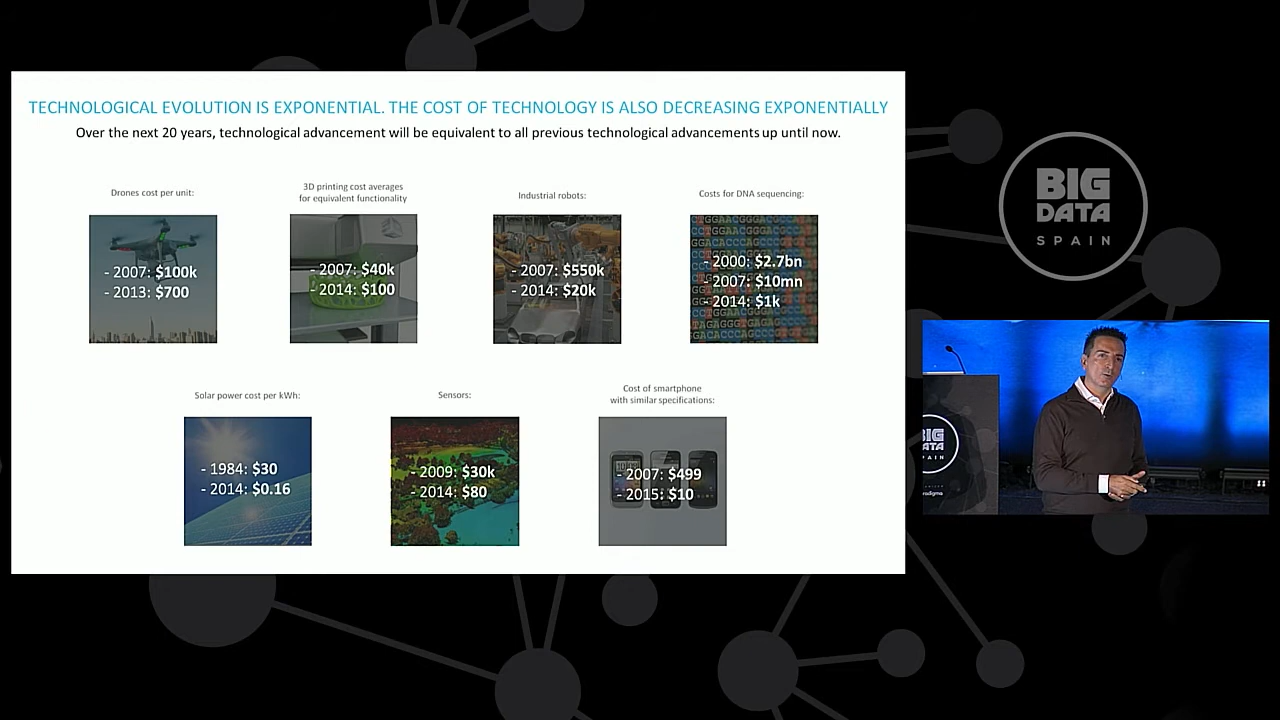 TECHNOLOGICAL EVOLUTION IS EXPONENTIAL. THE COST OF TECHNOLOGY IS ALSO DECREASING EXPONENTIALLY
Over the next 20 years, technological advancement will be equivalent to all previous technological advancements up until now.
Drones cost per unit:
- 2007: $100k
- 2013: $700
3D printing cost averages
for equivalent functionality
- 2007: $40k
- 2014: $100
Industrial robots:
- 2007: $550k
- 2014: $20k
Costs for DNA sequencing:
- 2000: $2.7bn
- 2007: $10mn
- 2014: $1k
Solar power cost per kWh:
- 1984: $30
- 2014: $0.16
Sensors:
- 2009: $30k
- 2014: $80
Cost of smartphone
with similar specifications:
- 2007: $499
- 2015: $10
BIG
DATA
SPAIN